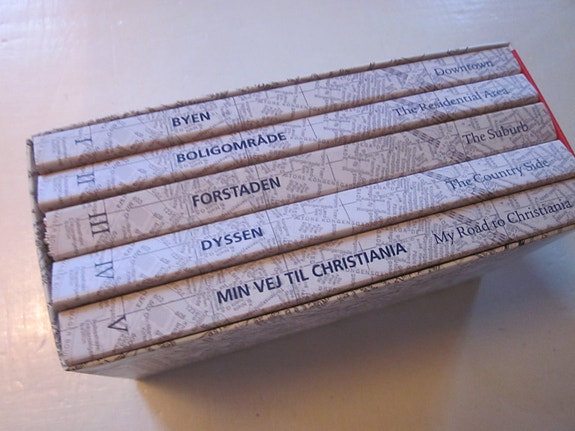 I BYEN Downtown
II BOLIGOMRÅDE The Residential Area
III FORSTADEN The Suburb
IV DYSSEN The Country Side
V MIN VEJ TIL CHRISTIANIA My Road to Christiania